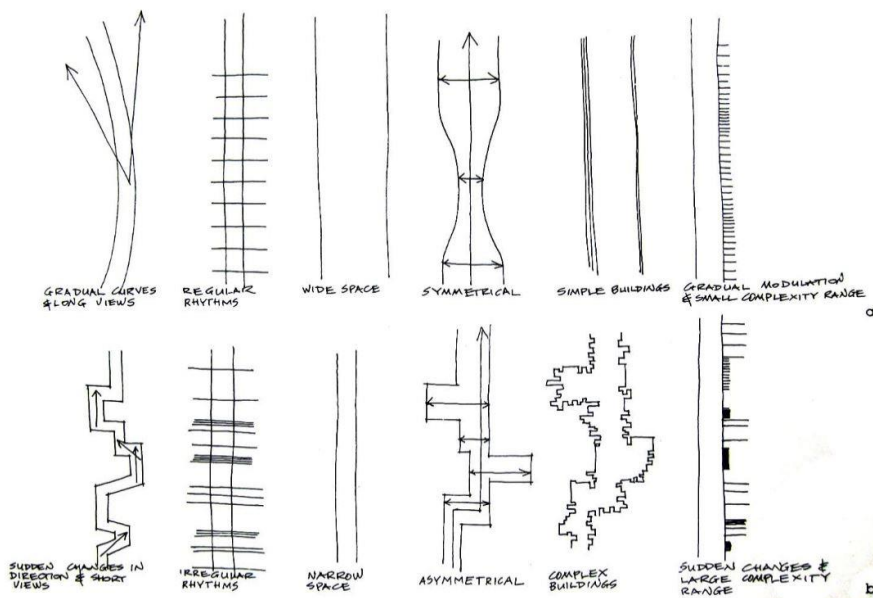 GRADUAL CURVES
& LONG VIEWS
REGULAR
RHYTHMS
WIDE SPACE
SYMMETRICAL
SIMPLE BUILDINGS
GRADUAL MODULATION
& SMALL COMPLEXITY RANGE
a
SUDDEN CHANGES IN
DIRECTION & SHORT
VIEWS
IRREGULAR
RHYTHMS
NARROW
SPACE
ASYMMETRICAL
COMPLEX
BUILDINGS
SUDDEN CHANGES &
LARGE COMPLEXITY
RANGE
b